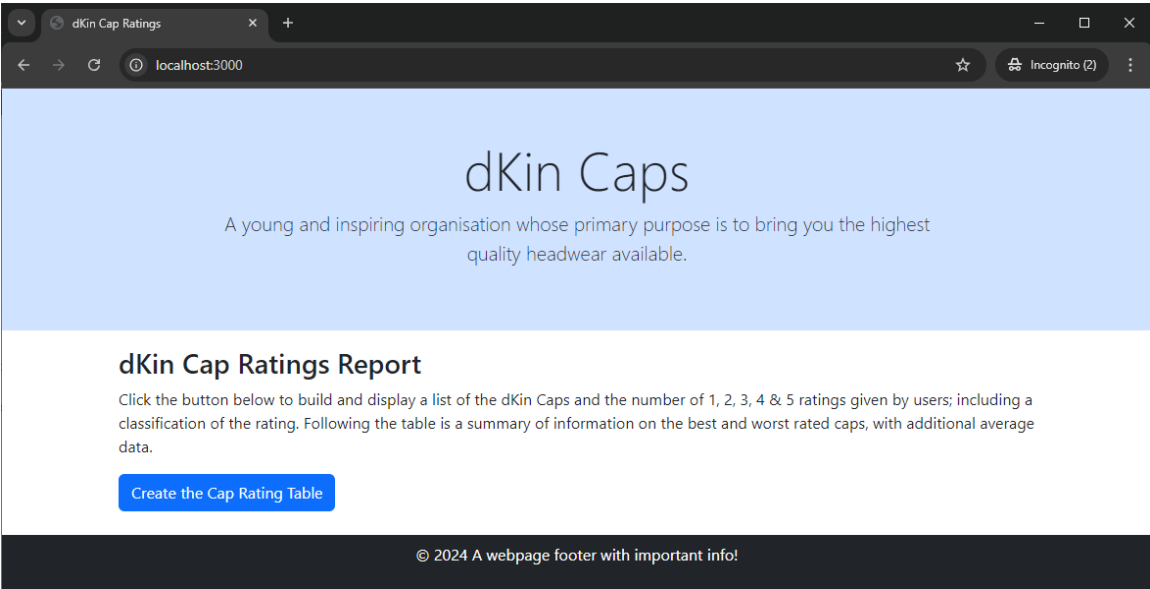 dKin Cap Ratings
localhost:3000
Incognito (2)
dKin Caps
A young and inspiring organisation whose primary purpose is to bring you the highest
quality headwear available.
dKin Cap Ratings Report
Click the button below to build and display a list of the dKin Caps and the number of 1, 2, 3, 4 & 5 ratings given by users; including a
classification of the rating. Following the table is a summary of information on the best and worst rated caps, with additional average
data.
Create the Cap Rating Table
© 2024 A webpage footer with important info!